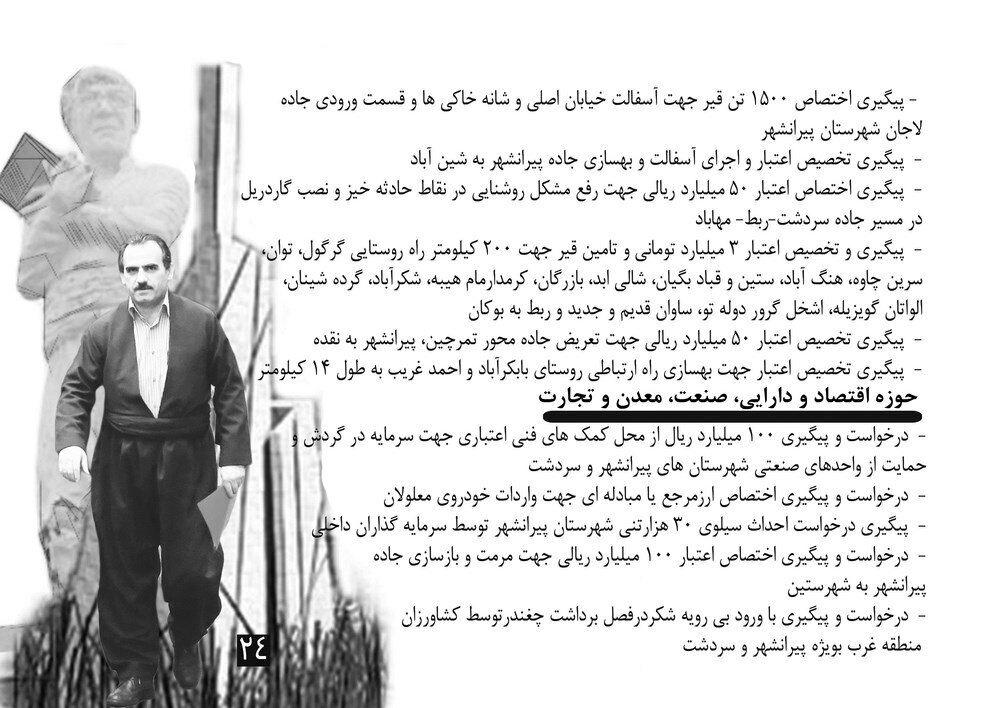 - پیگیری اختصاص ۱۵۰۰ تن قیر جهت آسفالت خیابان اصلی و شانه خاکی ها و قسمت ورودی جاده
لاجان شهرستان پیرانشهر
- پیگیری تخصیص اعتبار و اجرای آسفالت و بهسازی جاده پیرانشهر به شین آباد
- پیگیری اختصاص اعتبار ۵۰ میلیارد ریالی جهت رفع مشکل روشنایی در نقاط حادثه خیز و نصب گاردریل
در مسیر جاده سردشت-ربط- مهاباد
- پیگیری و تخصیص اعتبار ۳ میلیارد تومانی و تامین قیر جهت ۲۰۰ کیلومتر راه روستایی گرگول، توان،
سرین چاوه، هنگ آباد، ستین و قباد بگیان، شالی ابد، بازرگان، کرمدارمام هیبه، شکرآباد، گرده شینان،
الواتان گویزیله، اشخل گرور دوله تو، ساوان قدیم و جدید و ربط به بوکان
- پیگیری تخصیص اعتبار ۵۰ میلیارد ریالی جهت تعریض جاده محور تمرچین، پیرانشهر به نقده
- پیگیری تخصیص اعتبار جهت بهسازی راه ارتباطی روستای بابکرآباد و احمد غریب به طول ۱۴ کیلومتر
حوزه اقتصاد و دارایی، صنعت، معدن و تجارت
- درخواست و پیگیری ۱۰۰ میلیارد ریال از محل کمک های فنی اعتباری جهت سرمایه در گردش و
حمایت از واحدهای صنعتی شهرستان های پیرانشهر و سردشت
- درخواست و پیگیری اختصاص ارزمرجع یا مبادله ای جهت واردات خودروی معلولان
- پیگیری درخواست احداث سیلوی ۳۰ هزارتنی شهرستان پیرانشهر توسط سرمایه گذاران داخلی
- درخواست و پیگیری اختصاص اعتبار ۱۰۰ میلیارد ریالی جهت مرمت و بازسازی جاده
پیرانشهر به شهرستین
- درخواست و پیگیری با ورود بی رویه شکردرفصل برداشت چغندرتوسط کشاورزان
منطقه غرب بویژه پیرانشهر و سردشت
٢٤